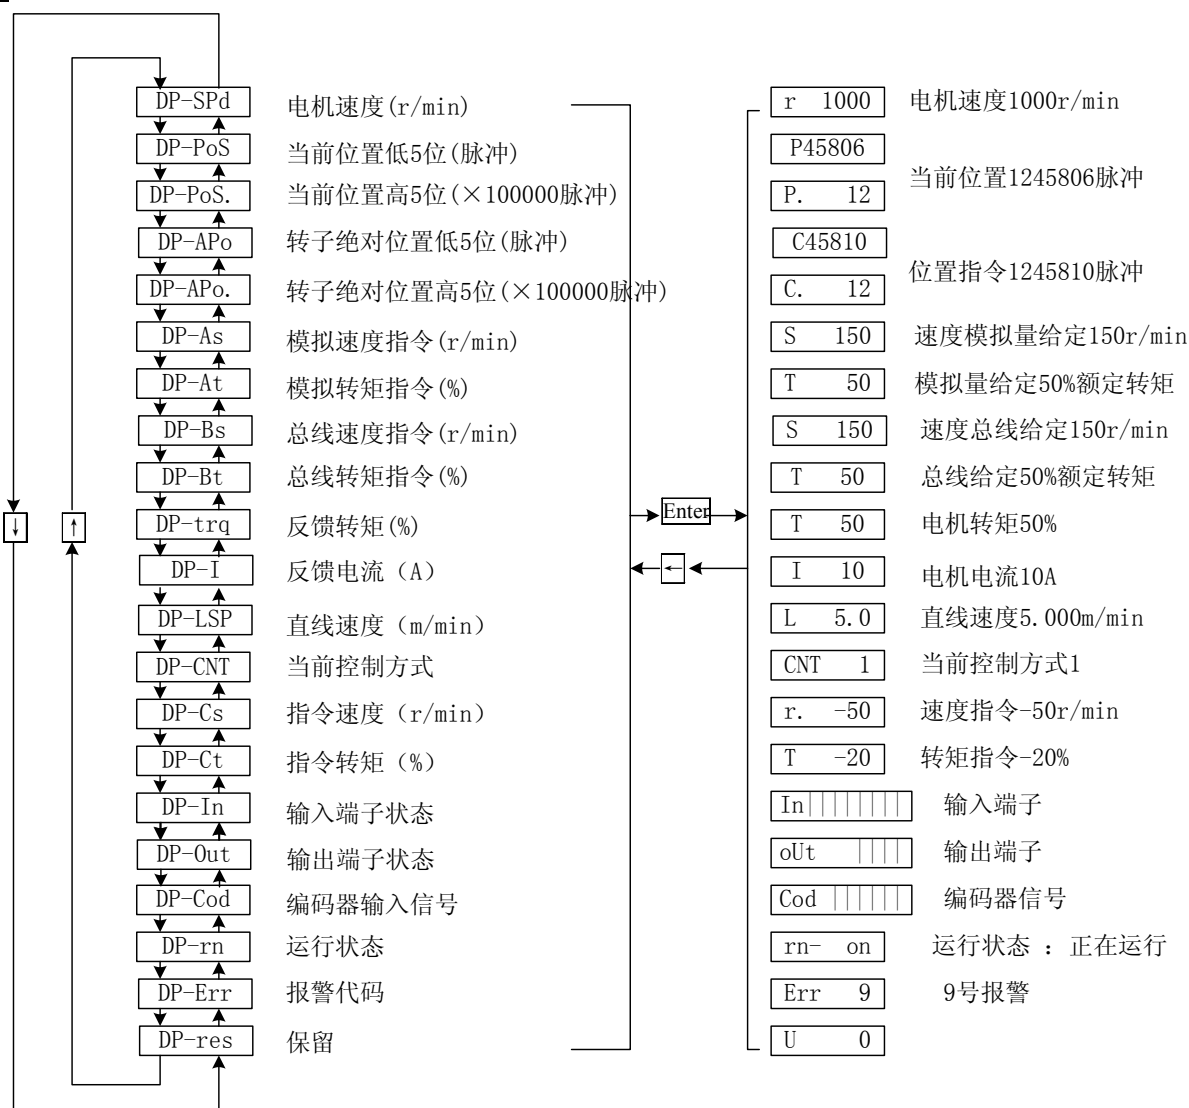 DP-SPd 电机速度(r/min) r 1000 电机速度1000r/min
DP-PoS 当前位置低5位(脉冲) P45806
当前位置1245806脉冲
DP-PoS. 当前位置高5位(×100000脉冲) P. 12
DP-APo 转子绝对位置低5位(脉冲) C45810
位置指令1245810脉冲
DP-APo. 转子绝对位置高5位(×100000脉冲) C. 12
DP-As 模拟速度指令(r/min) S 150 速度模拟量给定150r/min
DP-At 模拟转矩指令(%) T 50 模拟量给定50%额定转矩
DP-Bs 总线速度指令(r/min) S 150 速度总线给定150r/min
DP-Bt 总线转矩指令(%) T 50 总线给定50%额定转矩
↓ ↑ DP-trq 反馈转矩(%) Enter T 50 电机转矩50%
DP-I 反馈电流（A） ← I 10 电机电流10A
DP-LSP 直线速度（m/min） L 5.0 直线速度5.000m/min
DP-CNT 当前控制方式 CNT 1 当前控制方式1
DP-Cs 指令速度（r/min） r. -50 速度指令-50r/min
DP-Ct 指令转矩（%） T -20 转矩指令-20%
DP-In 输入端子状态 In 输入端子
DP-Out 输出端子状态 oUt 输出端子
DP-Cod 编码器输入信号 Cod 编码器信号
DP-rn 运行状态 rn- on 运行状态 ：正在运行
DP-Err 报警代码 Err 9 9号报警
DP-res 保留 U 0